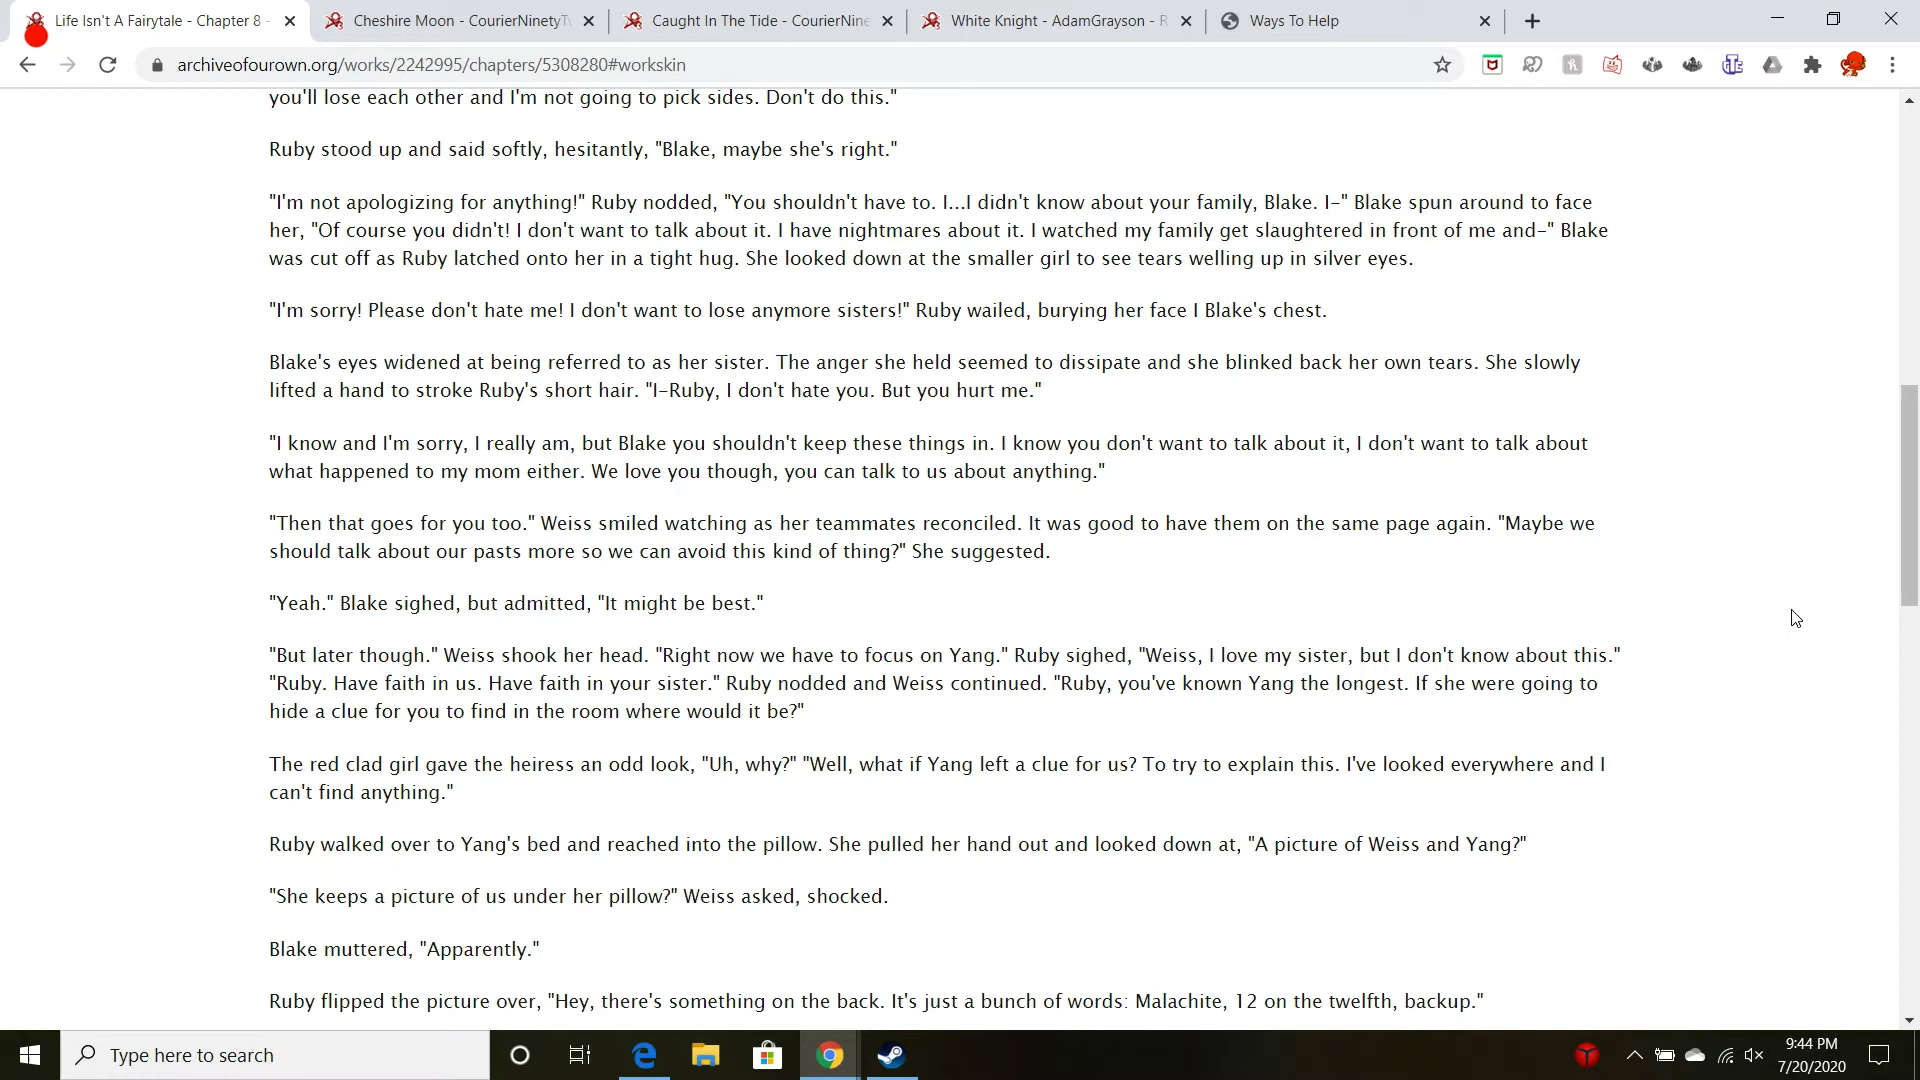 Life Isn't A Fairytale - Chapter 8 -
Cheshire Moon - CourierNinetyTw
Caught In The Tide - CourierNine
White Knight - AdamGrayson - R
Ways To Help
archiveofourown.org/works/2242995/chapters/5308280#workskin
you'll lose each other and I'm not going to pick sides. Don't do this."
Ruby stood up and said softly, hesitantly, "Blake, maybe she's right."
"I'm not apologizing for anything!" Ruby nodded, "You shouldn't have to. I...I didn't know about your family, Blake. I-" Blake spun around to face
her, "Of course you didn't! I don't want to talk about it. I have nightmares about it. I watched my family get slaughtered in front of me and-" Blake
was cut off as Ruby latched onto her in a tight hug. She looked down at the smaller girl to see tears welling up in silver eyes.
"I'm sorry! Please don't hate me! I don't want to lose anymore sisters!" Ruby wailed, burying her face I Blake's chest.
Blake's eyes widened at being referred to as her sister. The anger she held seemed to dissipate and she blinked back her own tears. She slowly
lifted a hand to stroke Ruby's short hair. "I-Ruby, I don't hate you. But you hurt me."
"I know and I'm sorry, I really am, but Blake you shouldn't keep these things in. I know you don't want to talk about it, I don't want to talk about
what happened to my mom either. We love you though, you can talk to us about anything."
"Then that goes for you too." Weiss smiled watching as her teammates reconciled. It was good to have them on the same page again. "Maybe we
should talk about our pasts more so we can avoid this kind of thing?" She suggested.
"Yeah." Blake sighed, but admitted, "It might be best."
"But later though." Weiss shook her head. "Right now we have to focus on Yang." Ruby sighed, "Weiss, I love my sister, but I don't know about this."
"Ruby. Have faith in us. Have faith in your sister." Ruby nodded and Weiss continued. "Ruby, you've known Yang the longest. If she were going to
hide a clue for you to find in the room where would it be?"
The red clad girl gave the heiress an odd look, "Uh, why?" "Well, what if Yang left a clue for us? To try to explain this. I've looked everywhere and I
can't find anything."
Ruby walked over to Yang's bed and reached into the pillow. She pulled her hand out and looked down at, "A picture of Weiss and Yang?"
"She keeps a picture of us under her pillow?" Weiss asked, shocked.
Blake muttered, "Apparently."
Ruby flipped the picture over, "Hey, there's something on the back. It's just a bunch of words: Malachite, 12 on the twelfth, backup."
Type here to search
9:44 PM
7/20/2020